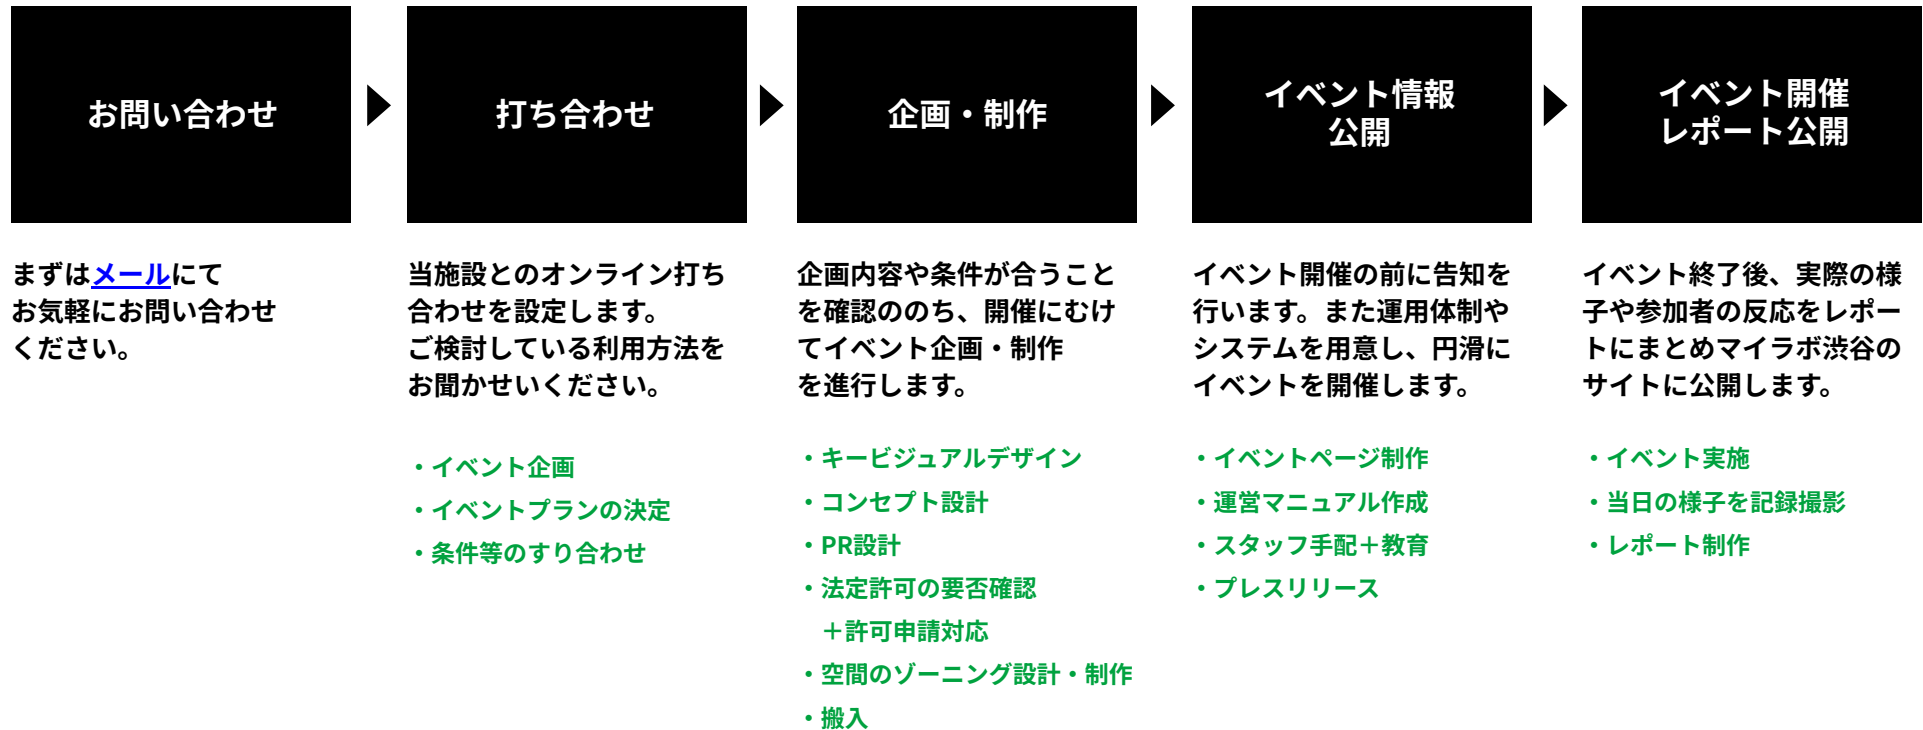 お問い合わせ
打ち合わせ
企画・制作
イベント情報
公開
イベント開催
レポート公開
まずはメールにて
お気軽にお問い合わせ
ください。
当施設とのオンライン打ち
合わせを設定します。
ご検討している利用方法を
お聞かせいください。
・イベント企画
・イベントプランの決定
・条件等のすり合わせ
企画内容や条件が合うこと
を確認ののち、開催にむけ
てイベント企画・制作
を進行します。
・キービジュアルデザイン
・コンセプト設計
・PR設計
・法定許可の要否確認
＋許可申請対応
・空間のゾーニング設計・制作
・搬入
イベント開催の前に告知を
行います。また運用体制や
システムを用意し、円滑に
イベントを開催します。
・イベントページ制作
・運営マニュアル作成
・スタッフ手配＋教育
・プレスリリース
イベント終了後、実際の様
子や参加者の反応をレポー
トにまとめマイラボ渋谷の
サイトに公開します。
・イベント実施
・当日の様子を記録撮影
・レポート制作